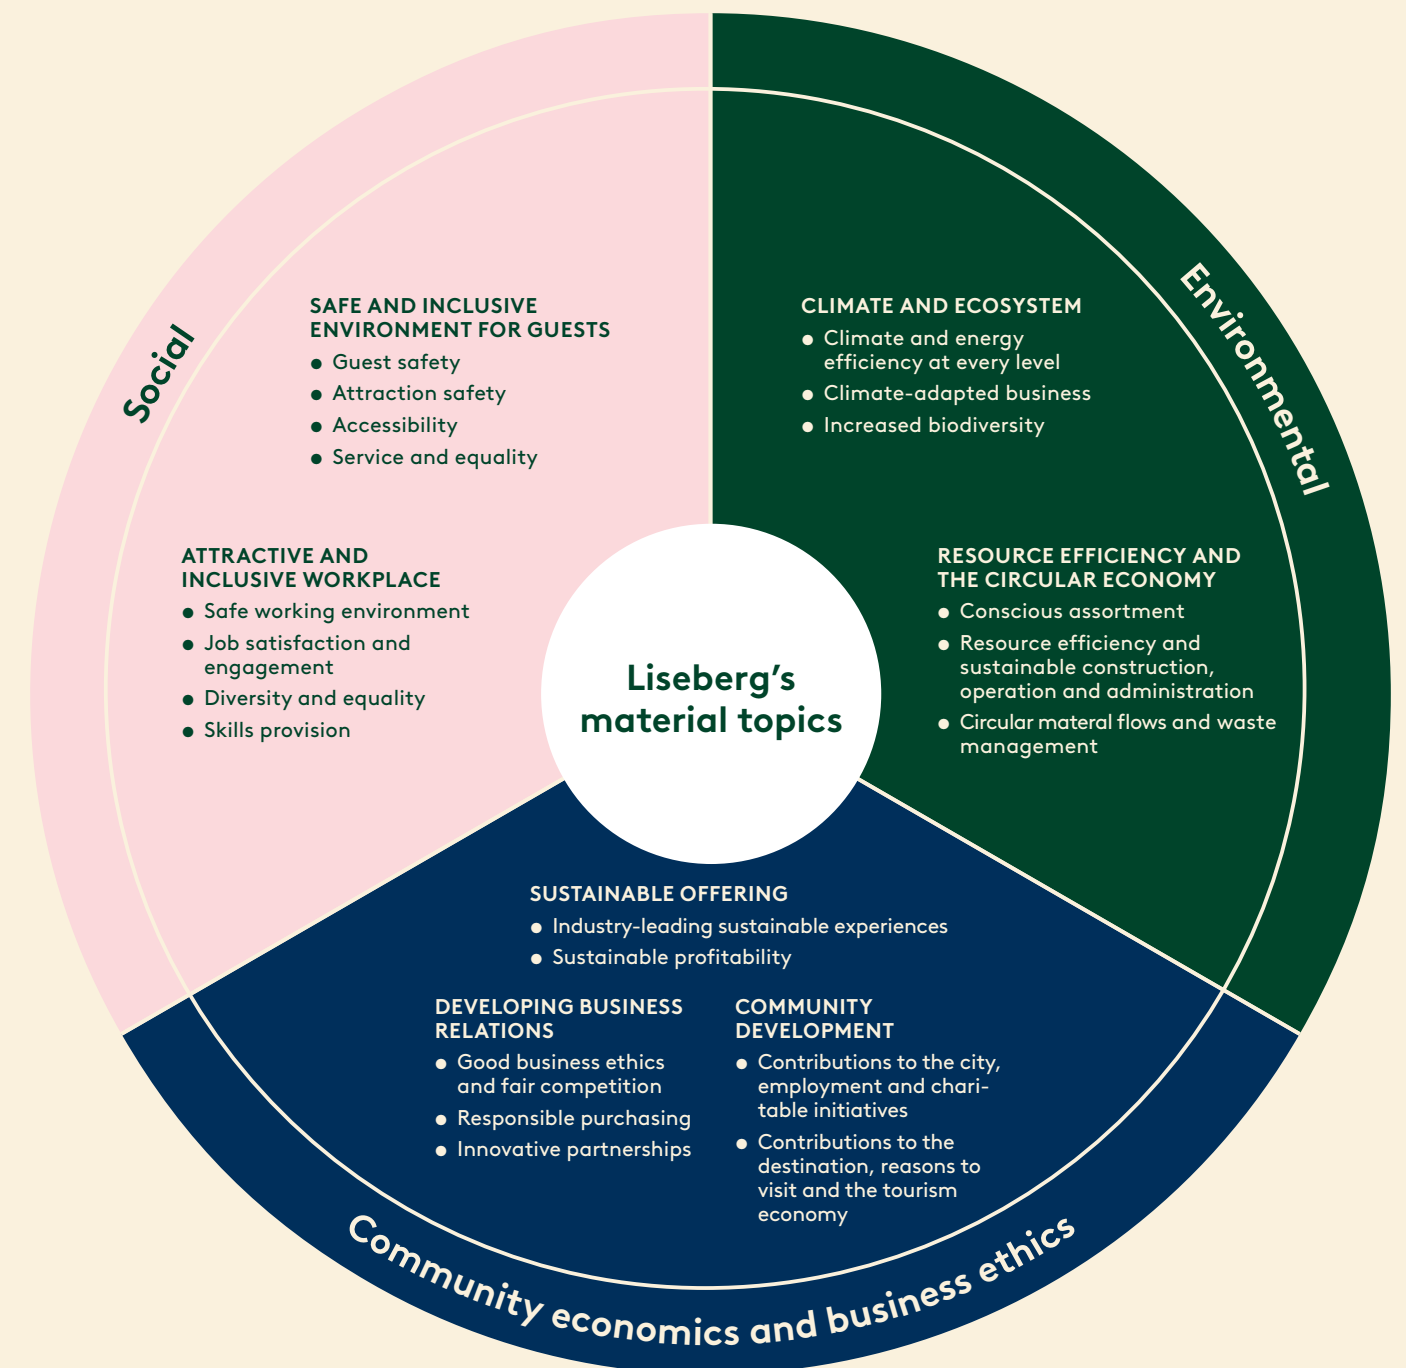 Social
SAFE AND INCLUSIVE
ENVIRONMENT FOR GUESTS
● Guest safety
● Attraction safety
● Accessibility
● Service and equality
ATTRACTIVE AND
INCLUSIVE WORKPLACE
● Safe working environment
● Job satisfaction and
engagement
● Diversity and equality
● Skills provision
Environmental
CLIMATE AND ECOSYSTEM
● Climate and energy
efficiency at every level
● Climate-adapted business
● Increased biodiversity
RESOURCE EFFICIENCY AND
THE CIRCULAR ECONOMY
● Conscious assortment
● Resource efficiency and
sustainable construction,
operation and administration
● Circular materal flows and waste
management
Liseberg’s
material topics
SUSTAINABLE OFFERING
● Industry-leading sustainable experiences
● Sustainable profitability
DEVELOPING BUSINESS
RELATIONS
● Good business ethics
and fair competition
● Responsible purchasing
● Innovative partnerships
COMMUNITY
DEVELOPMENT
● Contributions to the city,
employment and chari-
table initiatives
● Contributions to the
destination, reasons to
visit and the tourism
economy
Community economics and business ethics